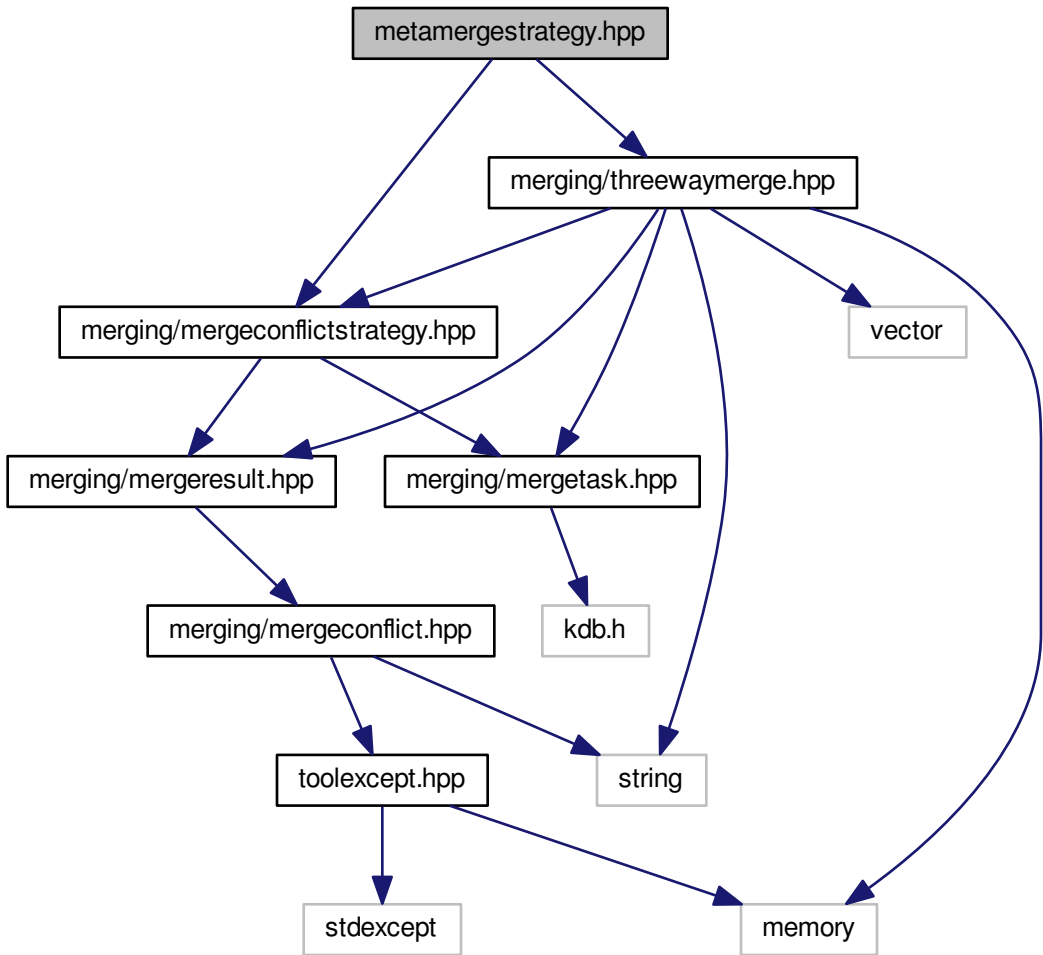 metamergestrategy.hpp
merging/threewaymerge.hpp
merging/mergeconflictstrategy.hpp
vector
merging/mergeresult.hpp
merging/mergetask.hpp
merging/mergeconflict.hpp
kdb.h
toolexcept.hpp
string
stdexcept
memory